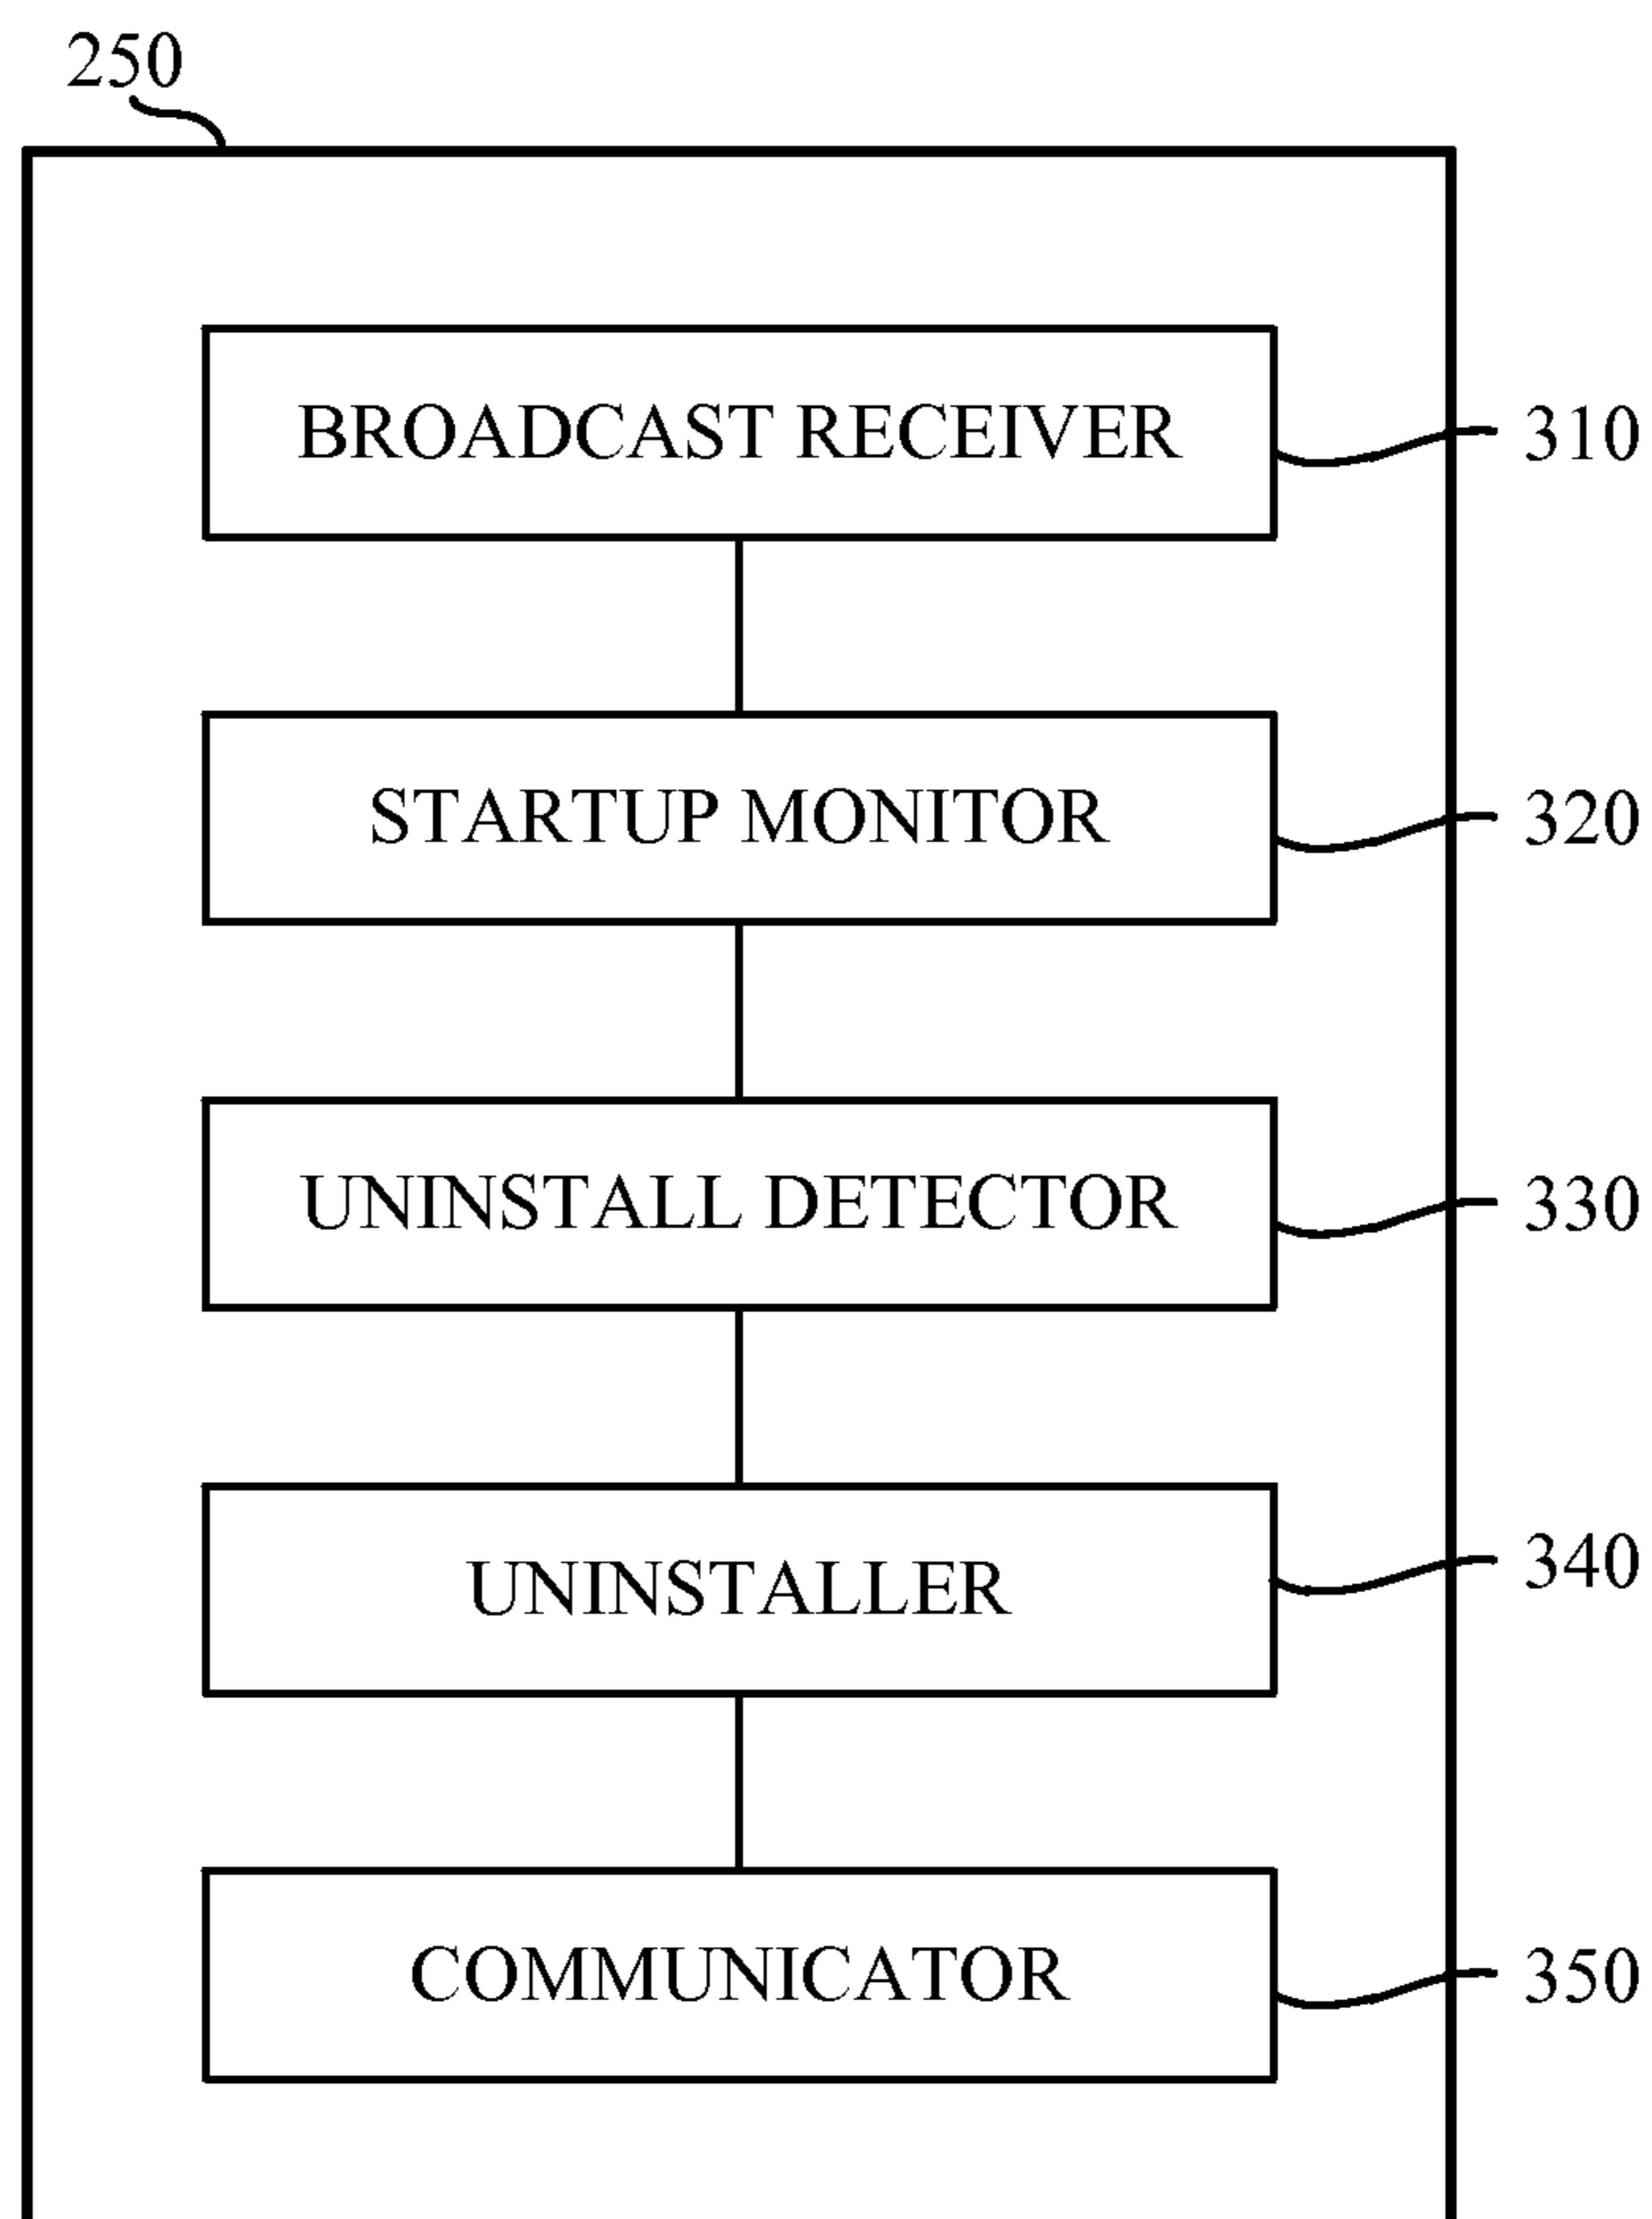 250
BROADCAST RECEIVER 310
STARTUP MONITOR 320
UNINSTALL DETECTOR 330
UNINSTALLER 340
COMMUNICATOR 350